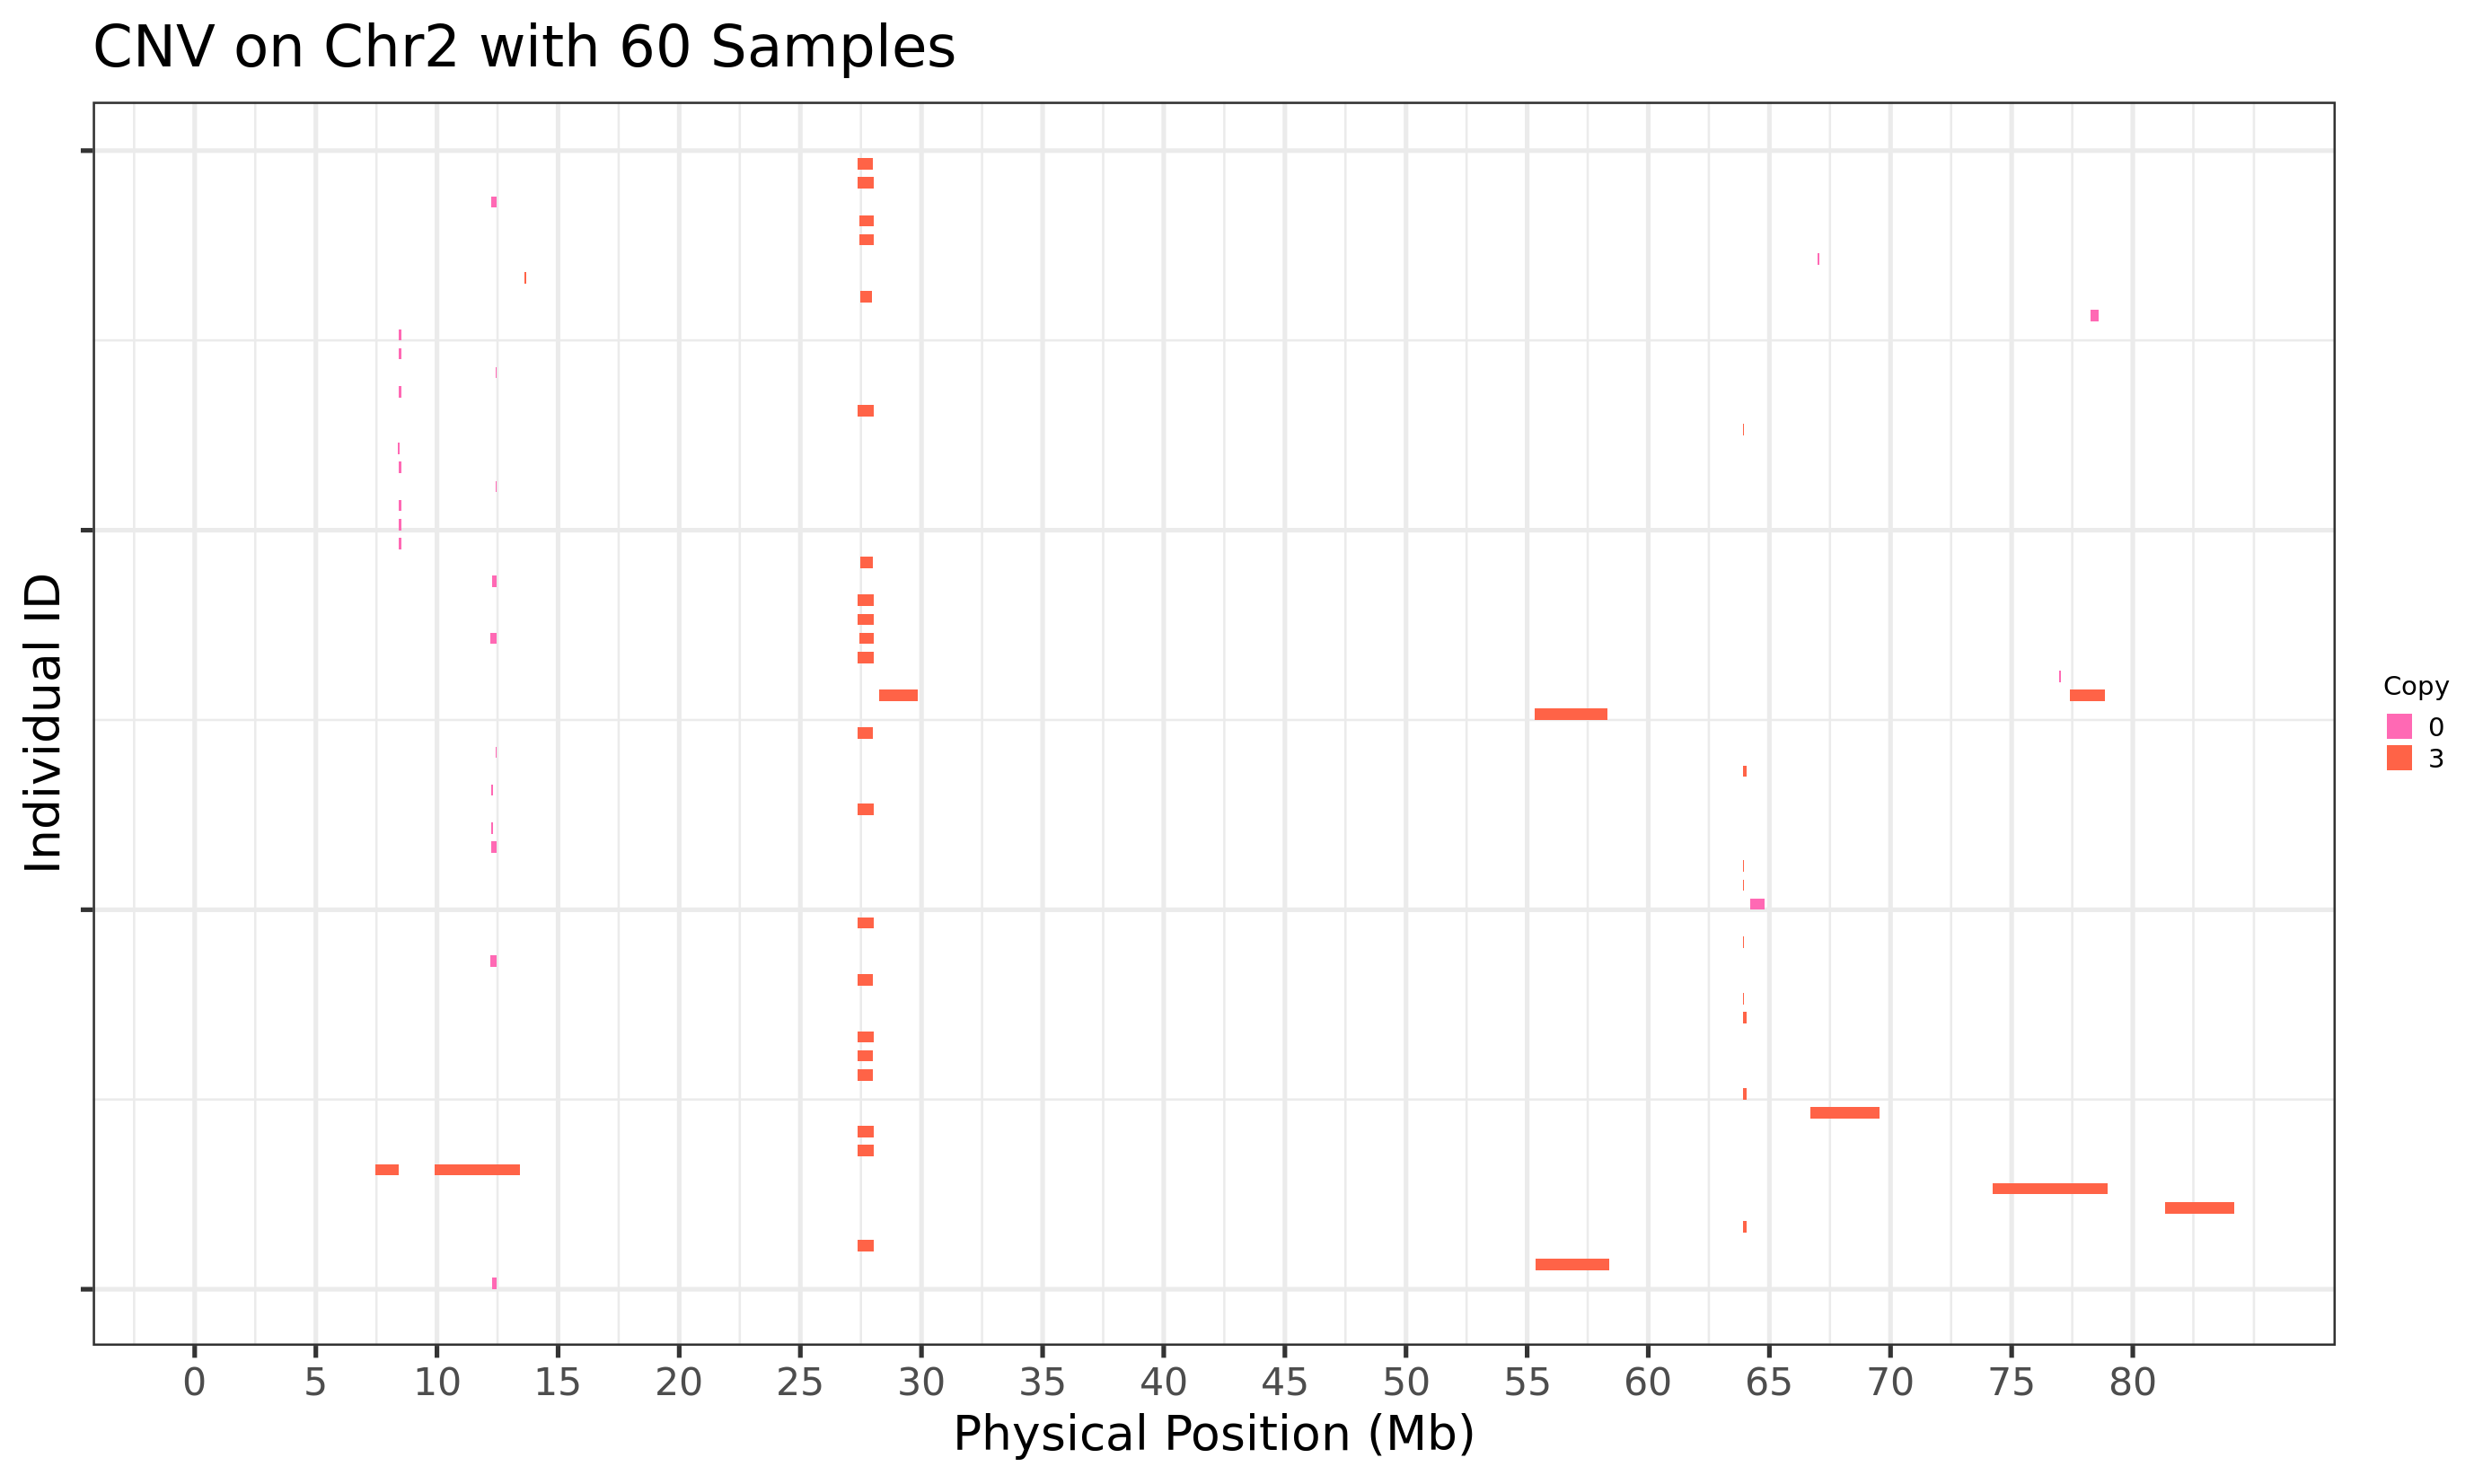 CNV on Chr2 with 60 Samples
Individual ID
Copy
0
3
0 5 10 15 20 25 30 35 40 45 50 55 60 65 70 75 80
Physical Position (Mb)